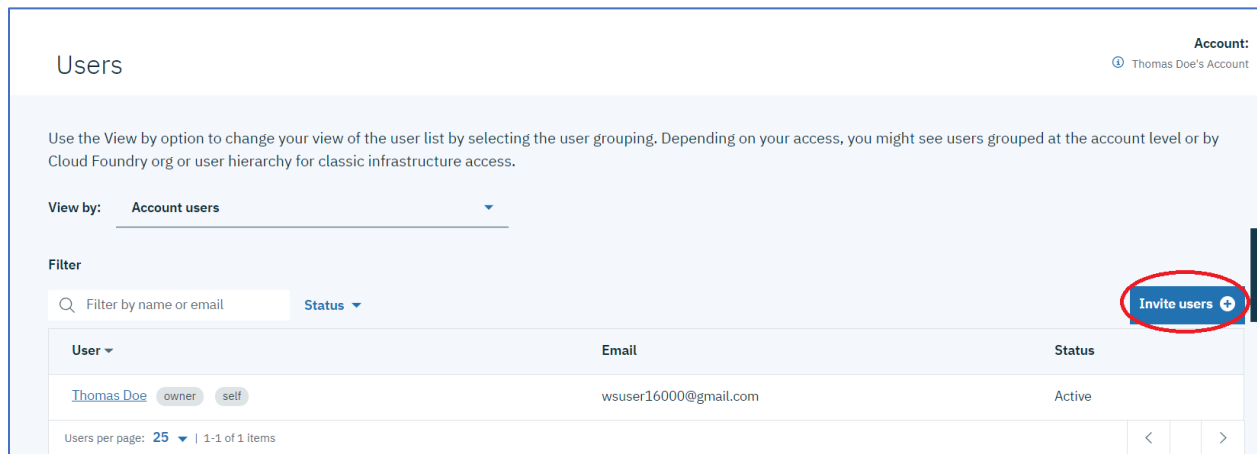 Users
Account:
Thomas Doe's Account
Use the View by option to change your view of the user list by selecting the user grouping. Depending on your access, you might see users grouped at the account level or by
Cloud Foundry org or user hierarchy for classic infrastructure access.
View by: Account users
Filter
Filter by name or email Status Invite users
User Email Status
Thomas Doe owner self wsuser16000@gmail.com Active
Users per page: 25 | 1-1 of 1 items